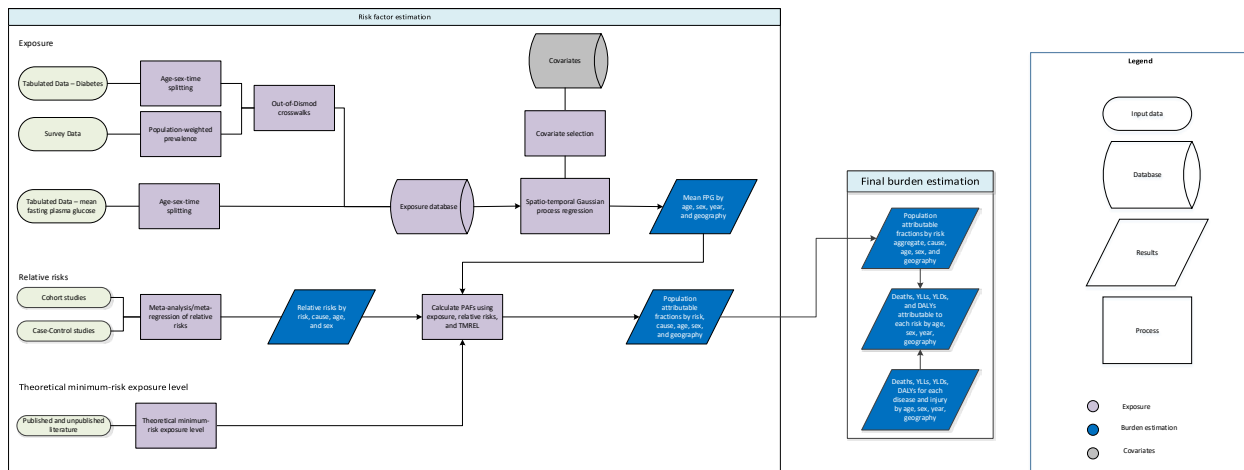 Risk factor estimation
Exposure
Tabulated Data – Diabetes
Age-sex-time
splitting
Survey Data
Population-weighted
prevalence
Out-of-Dismod
crosswalks
Tabulated Data – mean
fasting plasma glucose
Age-sex-time
splitting
Exposure database
Covariates
Covariate selection
Spatio-temporal Gaussian
process regression
Mean FPG by
age, sex, year,
and geography
Relative risks
Cohort studies
Case-Control studies
Meta-analysis/meta-
regression of relative
risks
Relative risks by
risk, cause, age,
and sex
Calculate PAFs using
exposure, relative risks,
and TMREL
Population
attributable
fractions by risk,
cause, age, sex,
and geography
Theoretical minimum-risk exposure level
Published and unpublished
literature
Theoretical minimum-
risk exposure level
Final burden estimation
Population
attributable
fractions by risk
aggregate, cause,
age, sex, and
geography
Deaths, YLLs, YLDs,
and DALYs
attributable to
each risk by age,
sex, year,
geography
Deaths, YLLs, YLDs,
DALYs for each
disease and injury
by age, sex, year,
geography
Legend
Input data
Database
Results
Process
Exposure
Burden estimation
Covariates